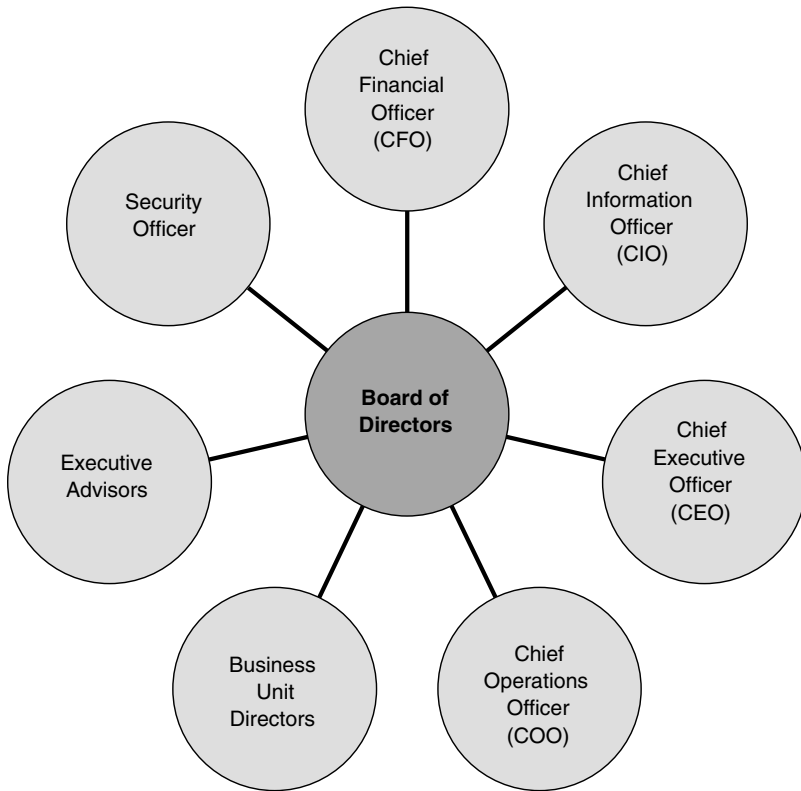 Chief
Financial
Officer
(CFO)
Chief
Information
Officer
(CIO)
Security
Officer
Board of
Directors
Chief
Executive
Officer
(CEO)
Executive
Advisors
Business
Unit
Directors
Chief
Operations
Officer
(COO)